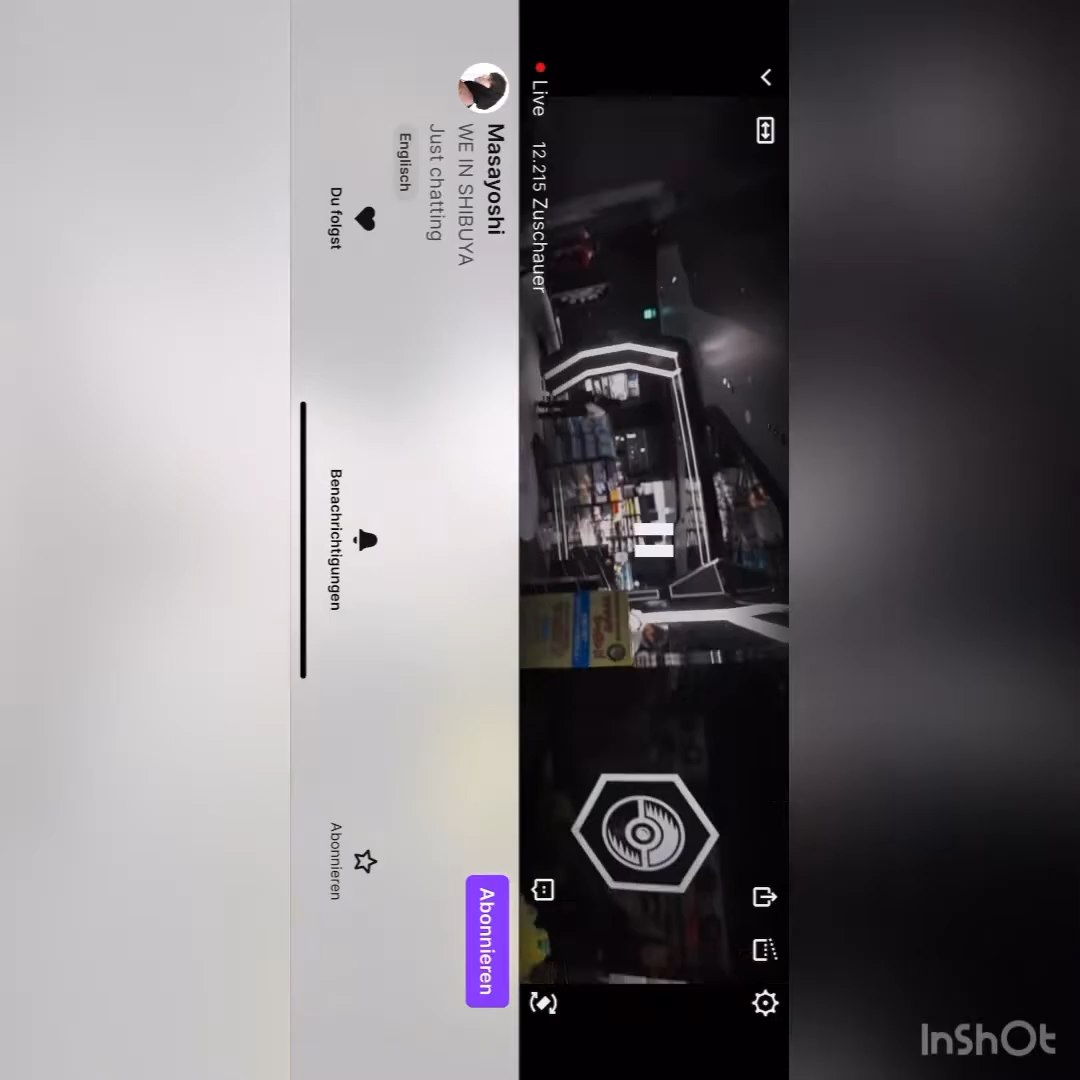 Live 12.215 Zuschauer
Masayoshi
WE IN SHIBUYA
Just chatting
Englisch
Abonnieren
Du folgst
Benachrichtigungen
Abonnieren
InShOt